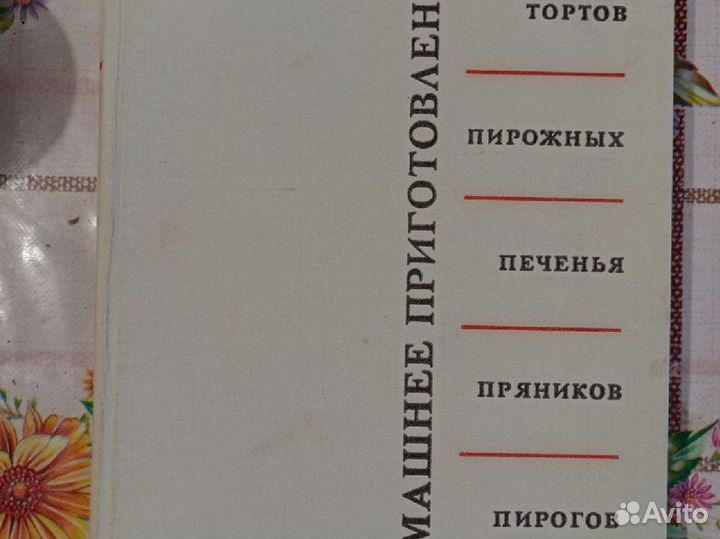 МАШНЕЕ ПРИГОТОВЛЕН
ТОРТОВ
ПИРОЖНЫХ
ПЕЧЕНЬЯ
ПРЯНИКОВ
ПИРОГОВ
Avito